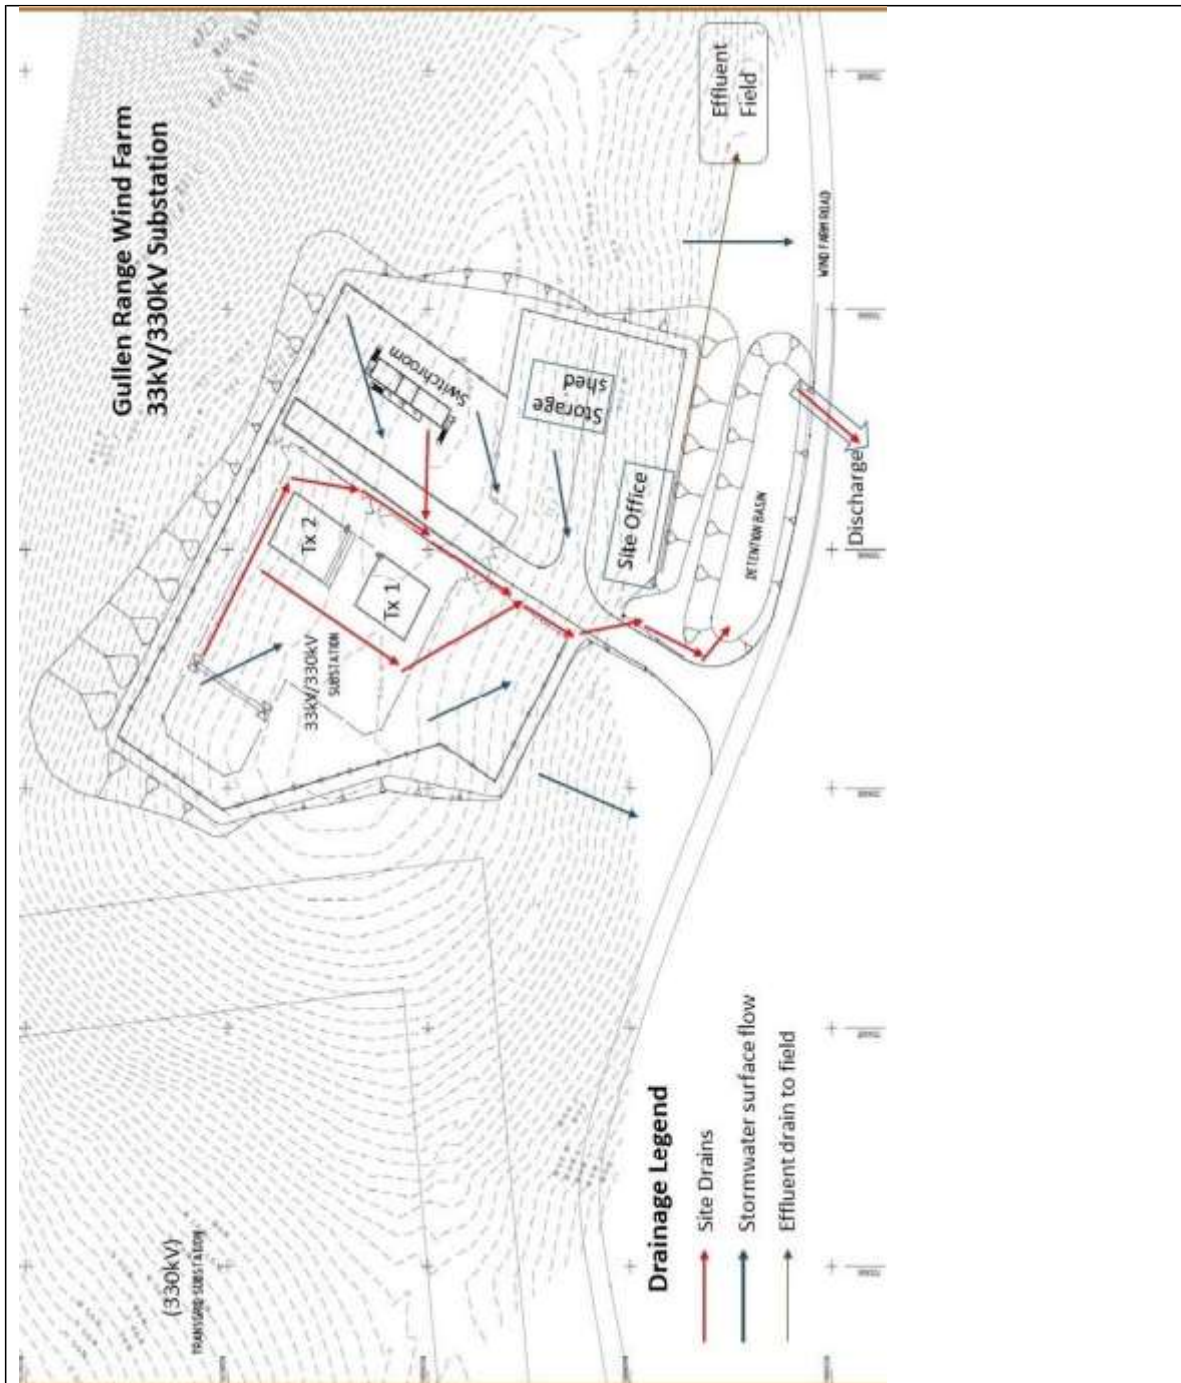 Gullen Range Wind Farm
33kV/330kV Substation
Effluent
Field
WIND FARM ROAD
Switchroom
Storage
shed
Tx 2
Tx 1
33kV/330kV
SUBSTATION
Site Office
DETENTION BASIN
Discharge
(330kV)
TRANSGRID SUBSTATION
Drainage Legend
Site Drains
Stormwater surface flow
Effluent drain to field